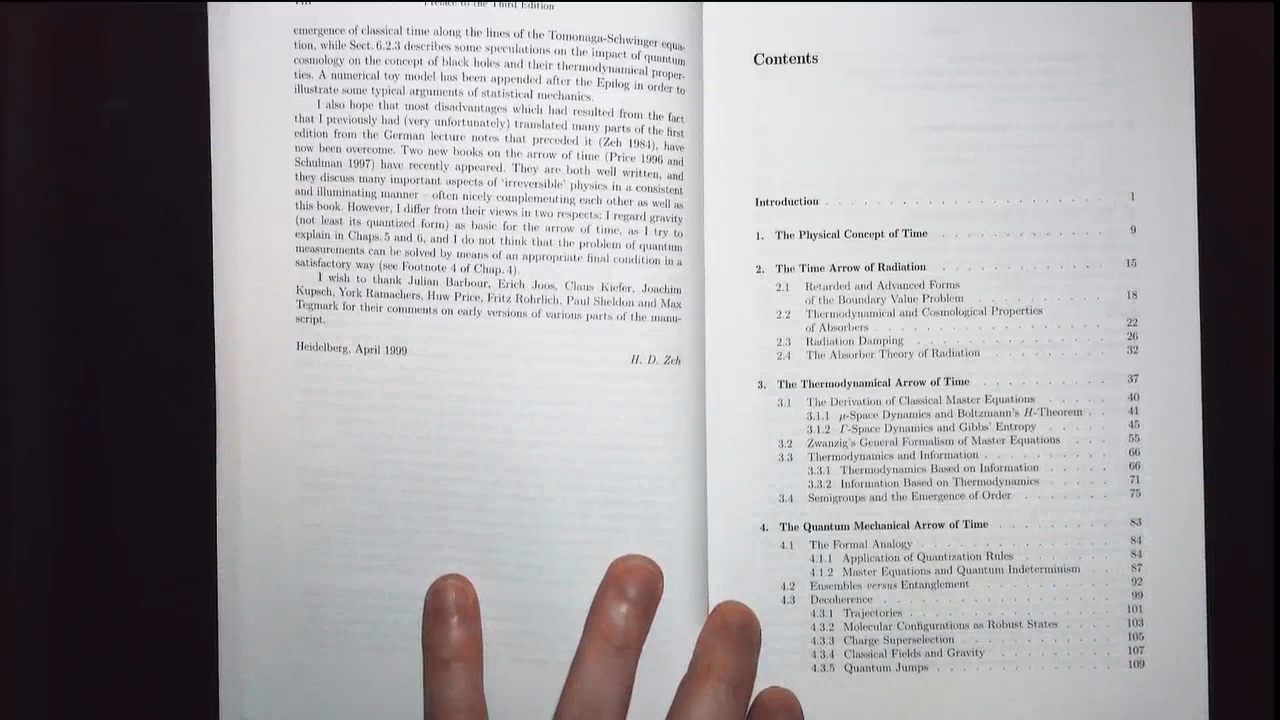 Preface to the Third Edition
emergence of classical time along the lines of the Tomonaga-Schwinger equa-
tion, while Sect. 6.2.3 describes some speculations on the impact of quantum
cosmology on the concept of black holes and their thermodynamical proper-
ties. A numerical toy model has been appended after the Epilog in order to
illustrate some typical arguments of statistical mechanics.
I also hope that most disadvantages which had resulted from the fact
that I previously had (very unfortunately) translated many parts of the first
edition from the German lecture notes that preceded it (Zeh 1984), have
now been overcome. Two new books on the arrow of time (Price 1996 and
Schulman 1997) have recently appeared. They are both well written, and
they discuss many important aspects of 'irreversible' physics in a consistent
and illuminating manner – often nicely complementing each other as well as
this book. However, I differ from their views in two respects: I regard gravity
(not least its quantized form) as basic for the arrow of time, as I try to
explain in Chaps. 5 and 6, and I do not think that the problem of quantum
measurements can be solved by means of an appropriate final condition in a
satisfactory way (see Footnote 4 of Chap. 4).
I wish to thank Julian Barbour, Erich Joos, Claus Kiefer, Joachim
Kupsch, York Ramachers, Huw Price, Fritz Rohrlich, Paul Sheldon and Max
Tegmark for their comments on early versions of various parts of the manu-
script.
Heidelberg, April 1999 H. D. Zeh
Contents
Introduction . . . . . . . . . . 1
1. The Physical Concept of Time . . . . . . . . . . 9
2. The Time Arrow of Radiation . . . . . . . . . . 15
2.1 Retarded and Advanced Forms
of the Boundary Value Problem . . . . . . . . . . 18
2.2 Thermodynamical and Cosmological Properties
of Absorbers . . . . . . . . . . 22
2.3 Radiation Damping . . . . . . . . . . 26
2.4 The Absorber Theory of Radiation . . . . . . . . . . 32
3. The Thermodynamical Arrow of Time . . . . . . . . . . 37
3.1 The Derivation of Classical Master Equations . . . . . 40
3.1.1 μ-Space Dynamics and Boltzmann's H-Theorem . . 41
3.1.2 Γ-Space Dynamics and Gibbs' Entropy . . . . . 45
3.2 Zwanzig's General Formalism of Master Equations . . . 55
3.3 Thermodynamics and Information . . . . . . . . . . 66
3.3.1 Thermodynamics Based on Information . . . . . 66
3.3.2 Information Based on Thermodynamics . . . . . 71
3.4 Semigroups and the Emergence of Order . . . . . . 75
4. The Quantum Mechanical Arrow of Time . . . . . . . . . 83
4.1 The Formal Analogy . . . . . . . . . . 84
4.1.1 Application of Quantization Rules . . . . . . . 84
4.1.2 Master Equations and Quantum Indeterminism . . 87
4.2 Ensembles versus Entanglement . . . . . . . . . . 92
4.3 Decoherence . . . . . . . . . . 99
4.3.1 Trajectories . . . . . . . . . . 101
4.3.2 Molecular Configurations as Robust States . . . . 103
4.3.3 Charge Superselection . . . . . . . . . . 105
4.3.4 Classical Fields and Gravity . . . . . . . . . . 107
4.3.5 Quantum Jumps . . . . . . . . . . 109